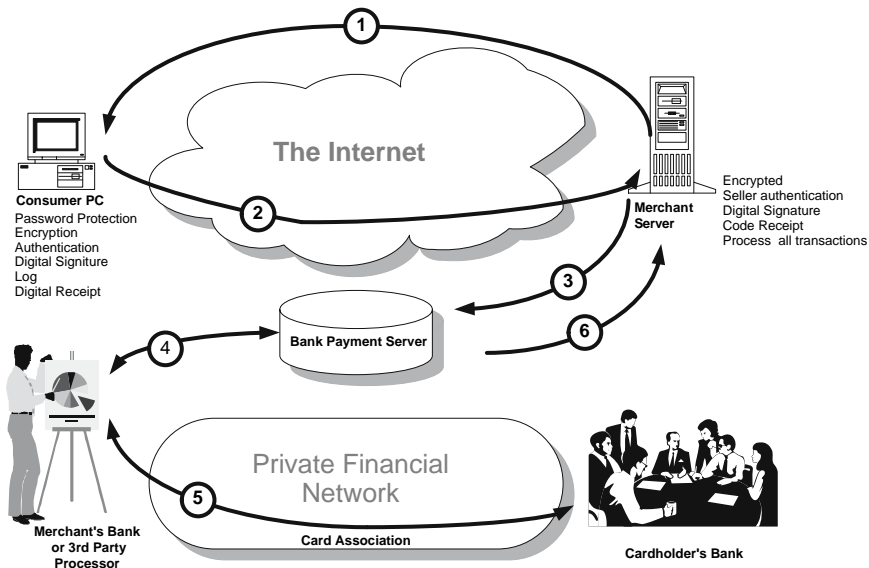 1
The Internet
Consumer PC
Password Protection
Encryption
Authentication
Digital Signiture
Log
Digital Receipt
2
Merchant
Server
Encrypted
Seller authentication
Digital Signature
Code Receipt
Process all transactions
3
Bank Payment Server
4
6
Private Financial
Network
5
Card Association
Merchant's Bank
or 3rd Party
Processor
Cardholder's Bank